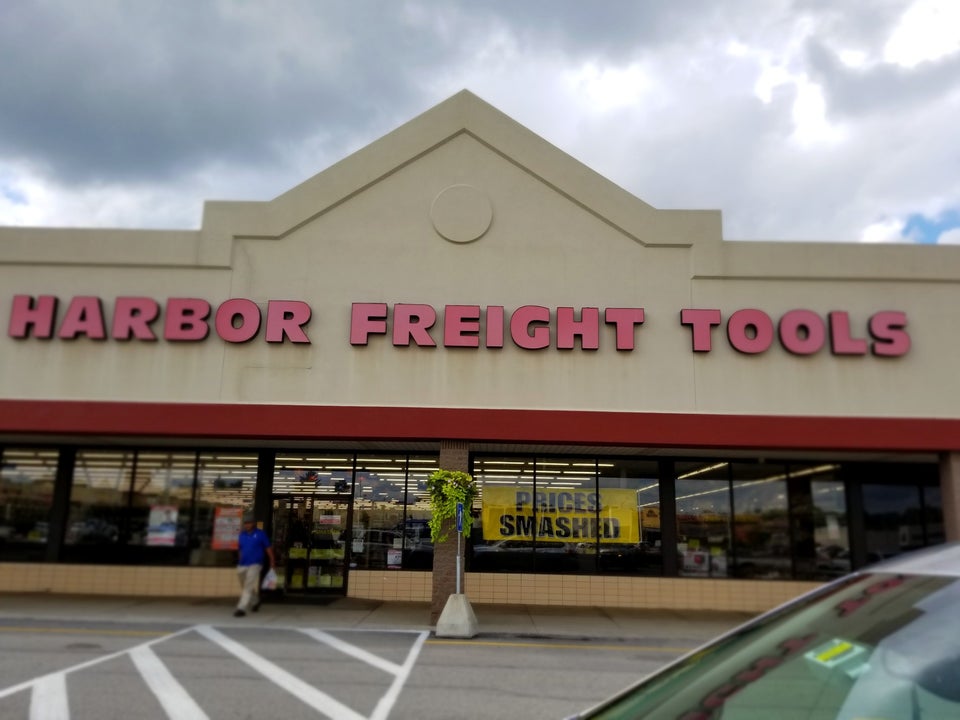 HARBOR FREIGHT TOOLS
PRICES
SMASHED